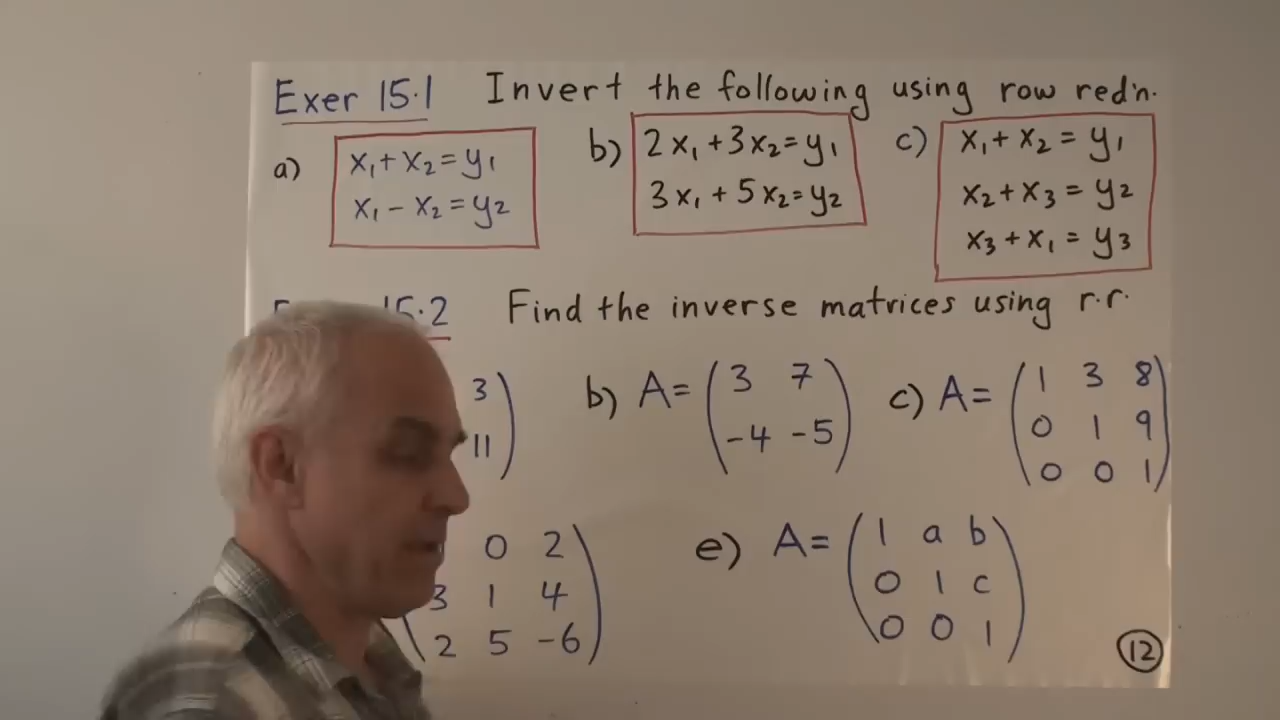 Exer 15.1 Invert the following using row red'n.
a) x₁+x₂=y₁
x₁-x₂=y₂
b) 2x₁+3x₂=y₁
3x₁+5x₂=y₂
c) x₁+x₂=y₁
x₂+x₃=y₂
x₃+x₁=y₃
15.2 Find the inverse matrices using r.r.
3
11
b) A= (3 7
-4 -5)
c) A= (1 3 8
0 1 9
0 0 1)
0 2
3 1 4
2 5 -6
e) A= (1 a b
0 1 c
0 0 1)
12